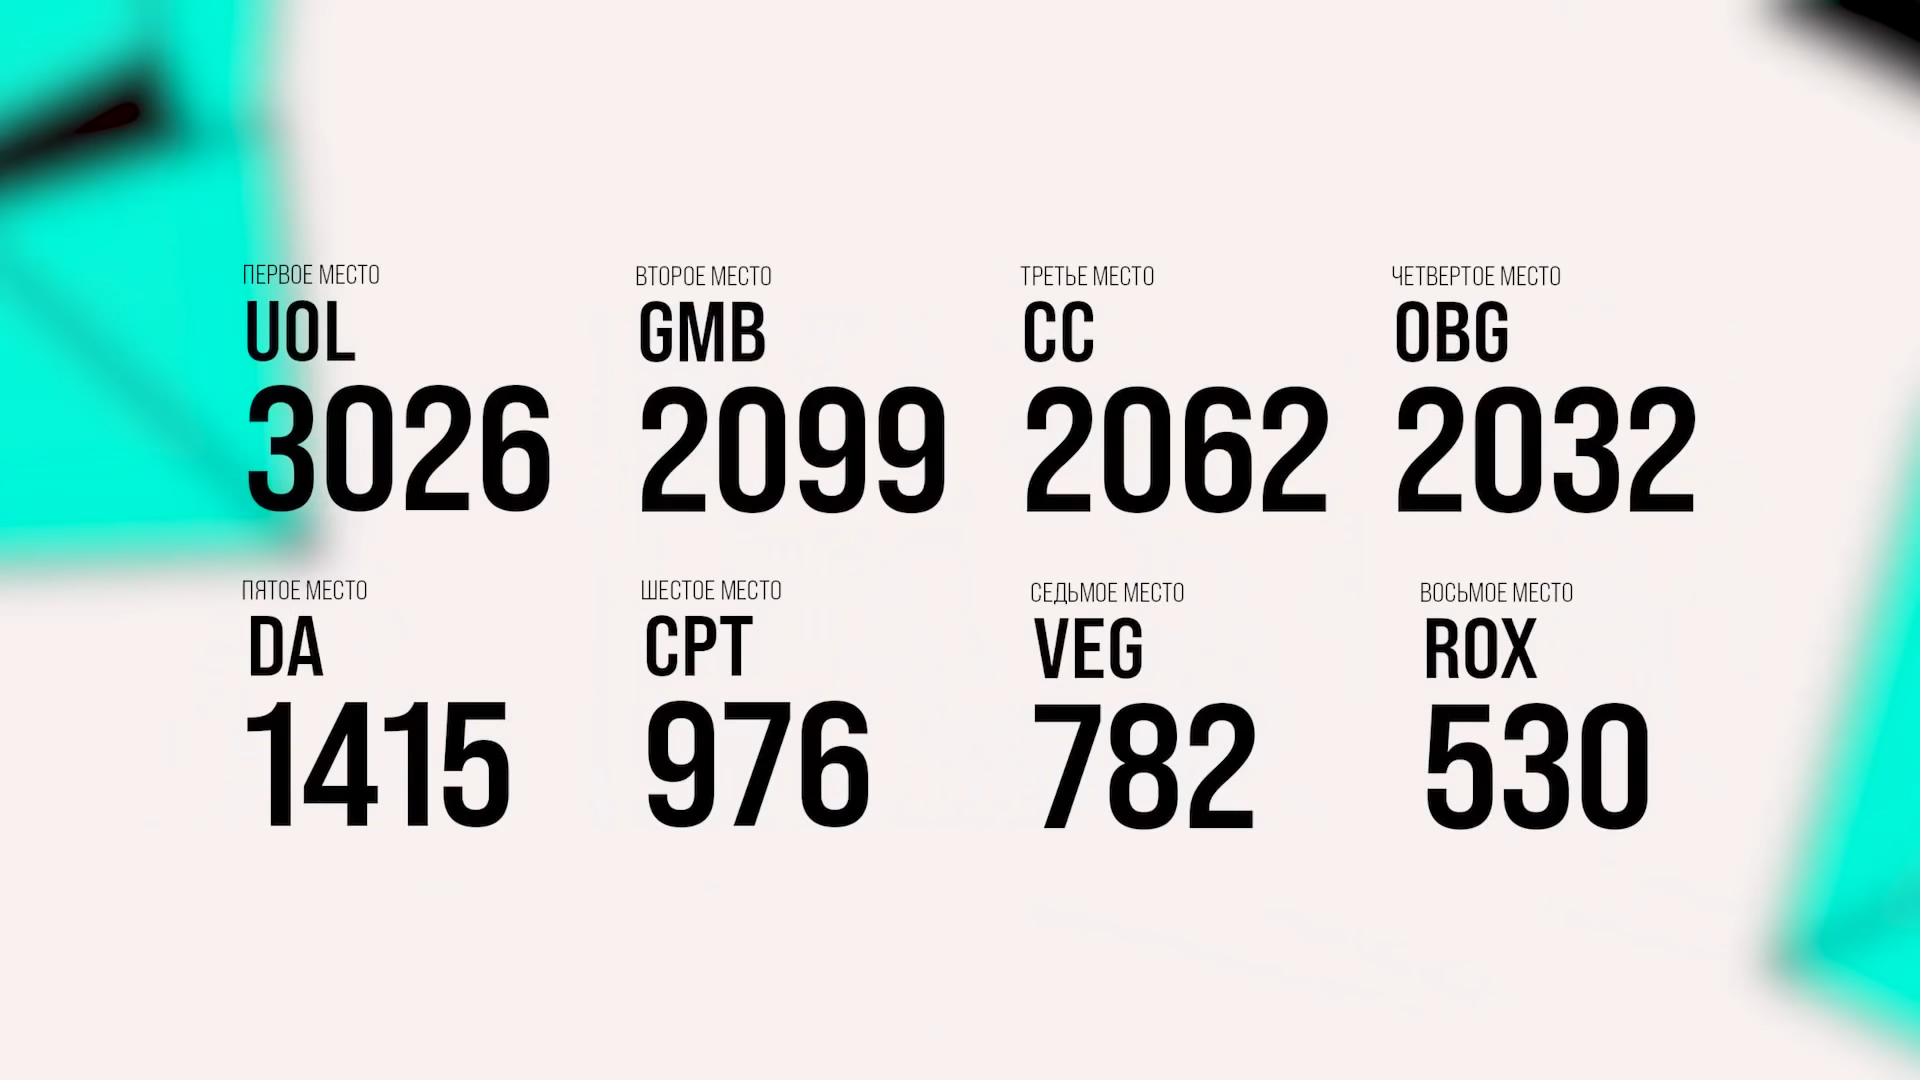 ПЕРВОЕ МЕСТО
UOL
3026
ВТОРОЕ МЕСТО
GMB
2099
ТРЕТЬЕ МЕСТО
CC
2062
ЧЕТВЕРТОЕ МЕСТО
OBG
2032
ПЯТОЕ МЕСТО
DA
1415
ШЕСТОЕ МЕСТО
CPT
976
СЕДЬМОЕ МЕСТО
VEG
782
ВОСЬМОЕ МЕСТО
ROX
530